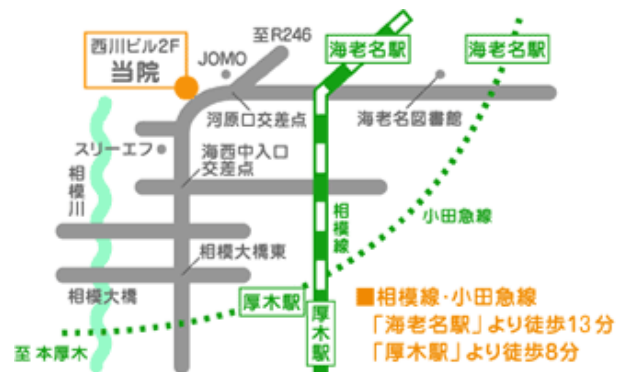 西川ビル2F
当院
JOMO
至R246
海老名駅
海老名駅
河原口交差点
海老名図書館
スリーエフ
海西中入口
交差点
相模川
相模線
小田急線
相模大橋東
相模大橋
厚木駅
厚木駅
至 本厚木
■相模線・小田急線
「海老名駅」より徒歩13分
「厚木駅」より徒歩8分